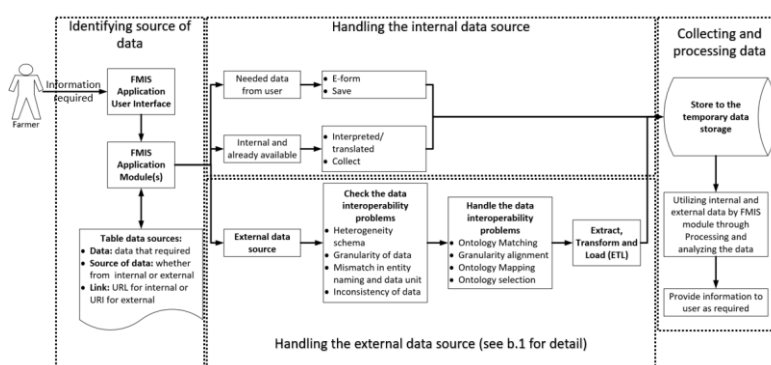 Identifying source of
data
Handling the internal data source
Collecting and
processing data
Information
required
Farmer
FMIS
Application
User Interface
FMIS
Application
Module(s)
Table data sources:
• Data: data that required
• Source of data: whether
from internal or external
• Link: URL for internal or
URI for external
Needed data
from user
• E-form
• Save
Internal and
already available
• Interpreted/
translated
• Collect
External data
source
Check the data
interoperability
problems
• Heterogeneity
schema
• Granularity of data
• Mismatch in entity
naming and data unit
• Inconsistency of data
Handle the data
interoperability
problems
• Ontology Matching
• Granularity alignment
• Ontology Mapping
• Ontology selection
Extract,
Transform and
Load (ETL)
Handling the external data source (see b.1 for detail)
Store to the
temporary data
storage
Utilizing internal and
external data by FMIS
module through
Processing and
analyzing the data
Provide information to
user as required